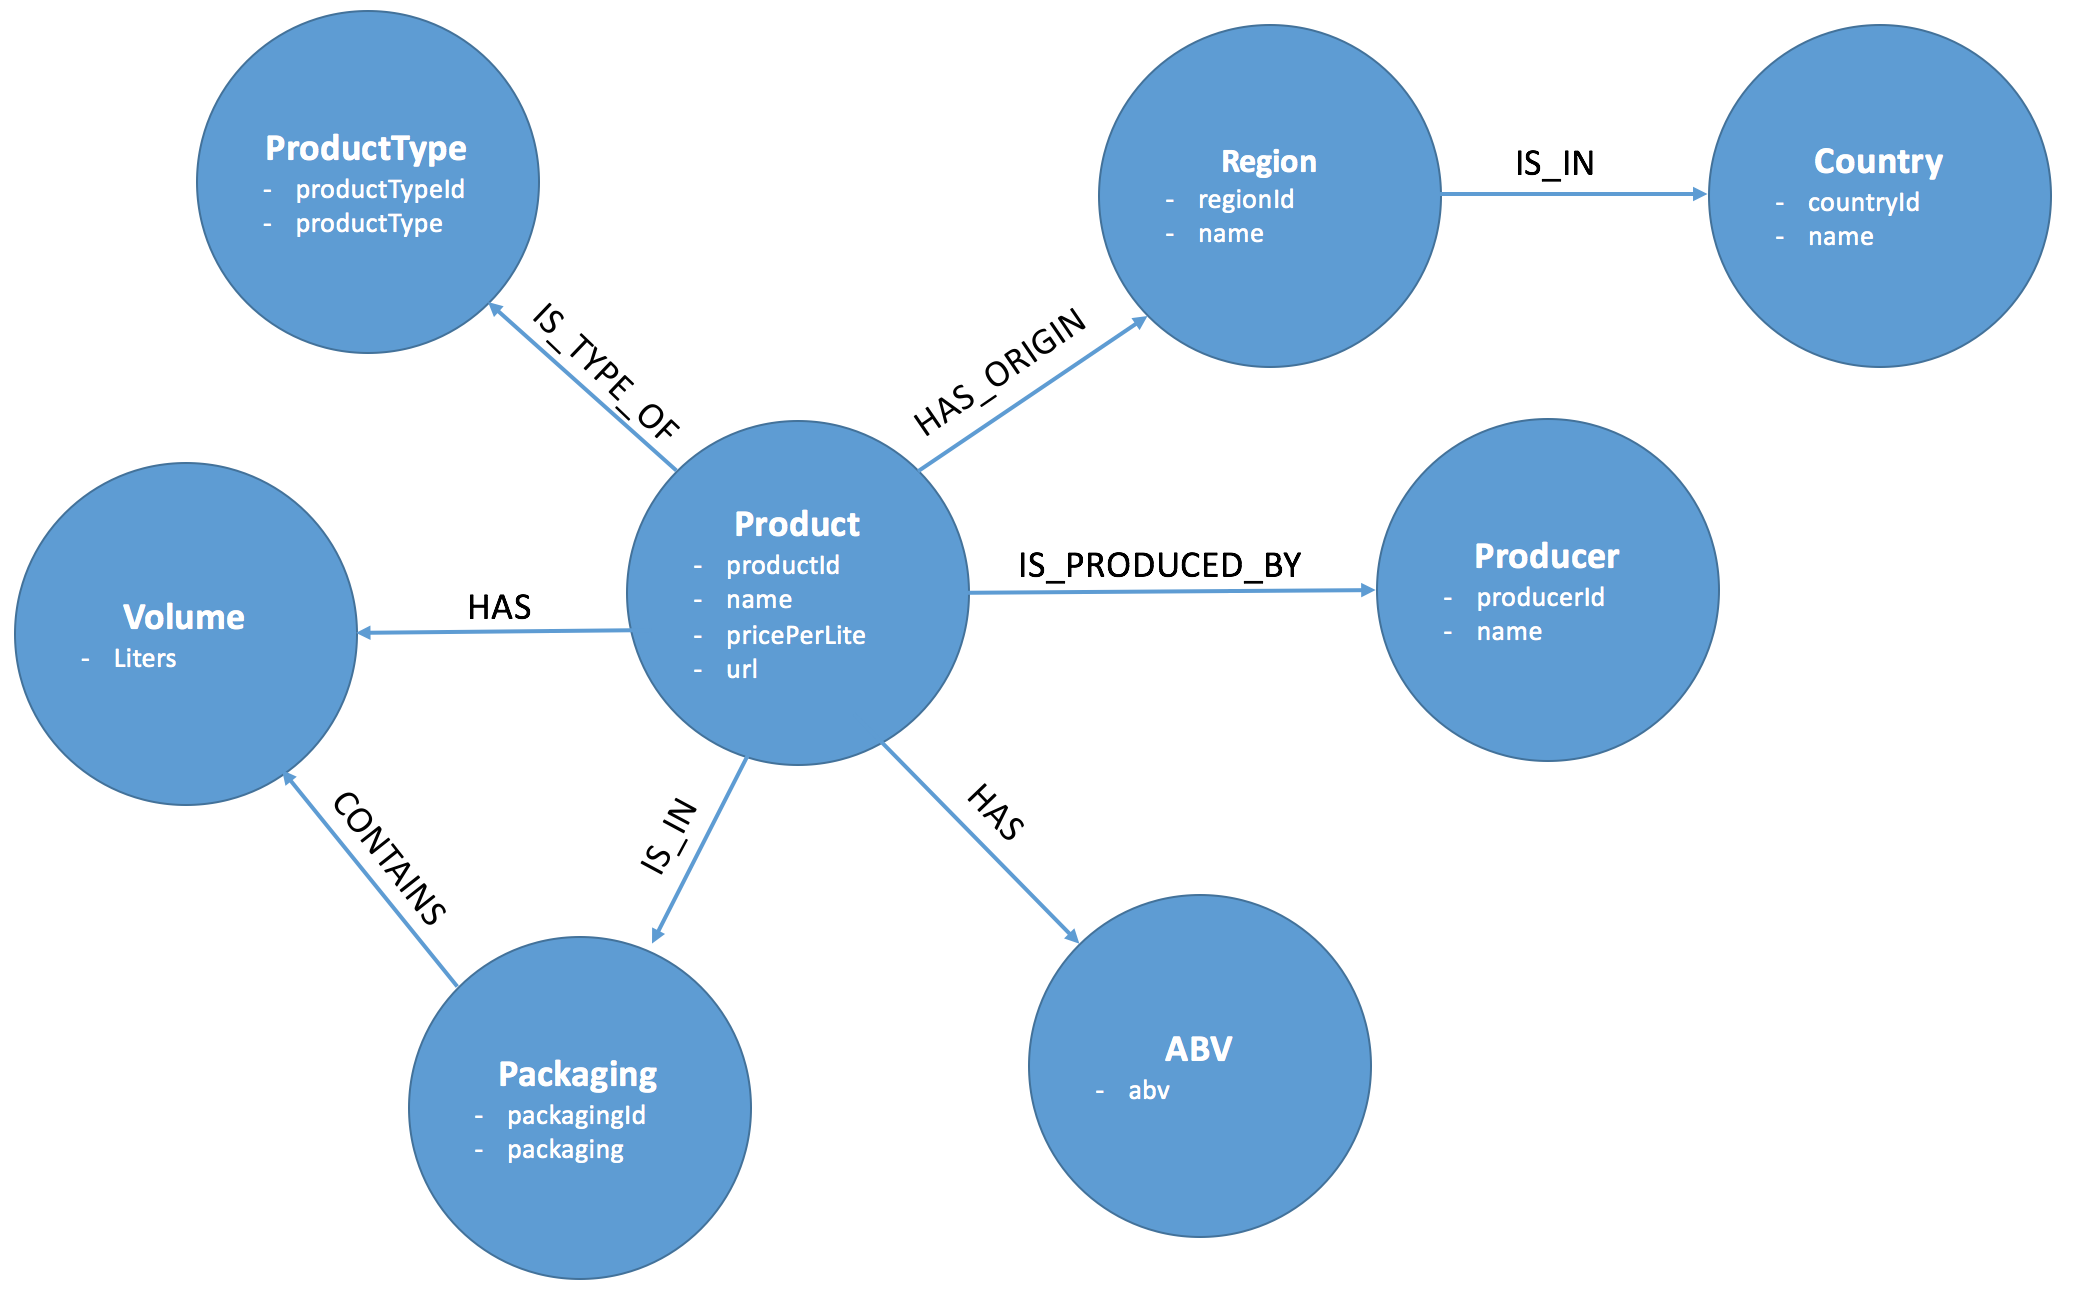 ProductType
- productTypeId
- productType
Region
- regionId
- name
IS_IN
Country
- countryId
- name
IS_TYPE_OF
HAS_ORIGIN
Product
- productId
- name
- pricePerLite
- url
IS_PRODUCED_BY
Producer
- producerId
- name
HAS
Volume
- Liters
CONTAINS
IS_IN
HAS
Packaging
- packagingId
- packaging
ABV
- abv